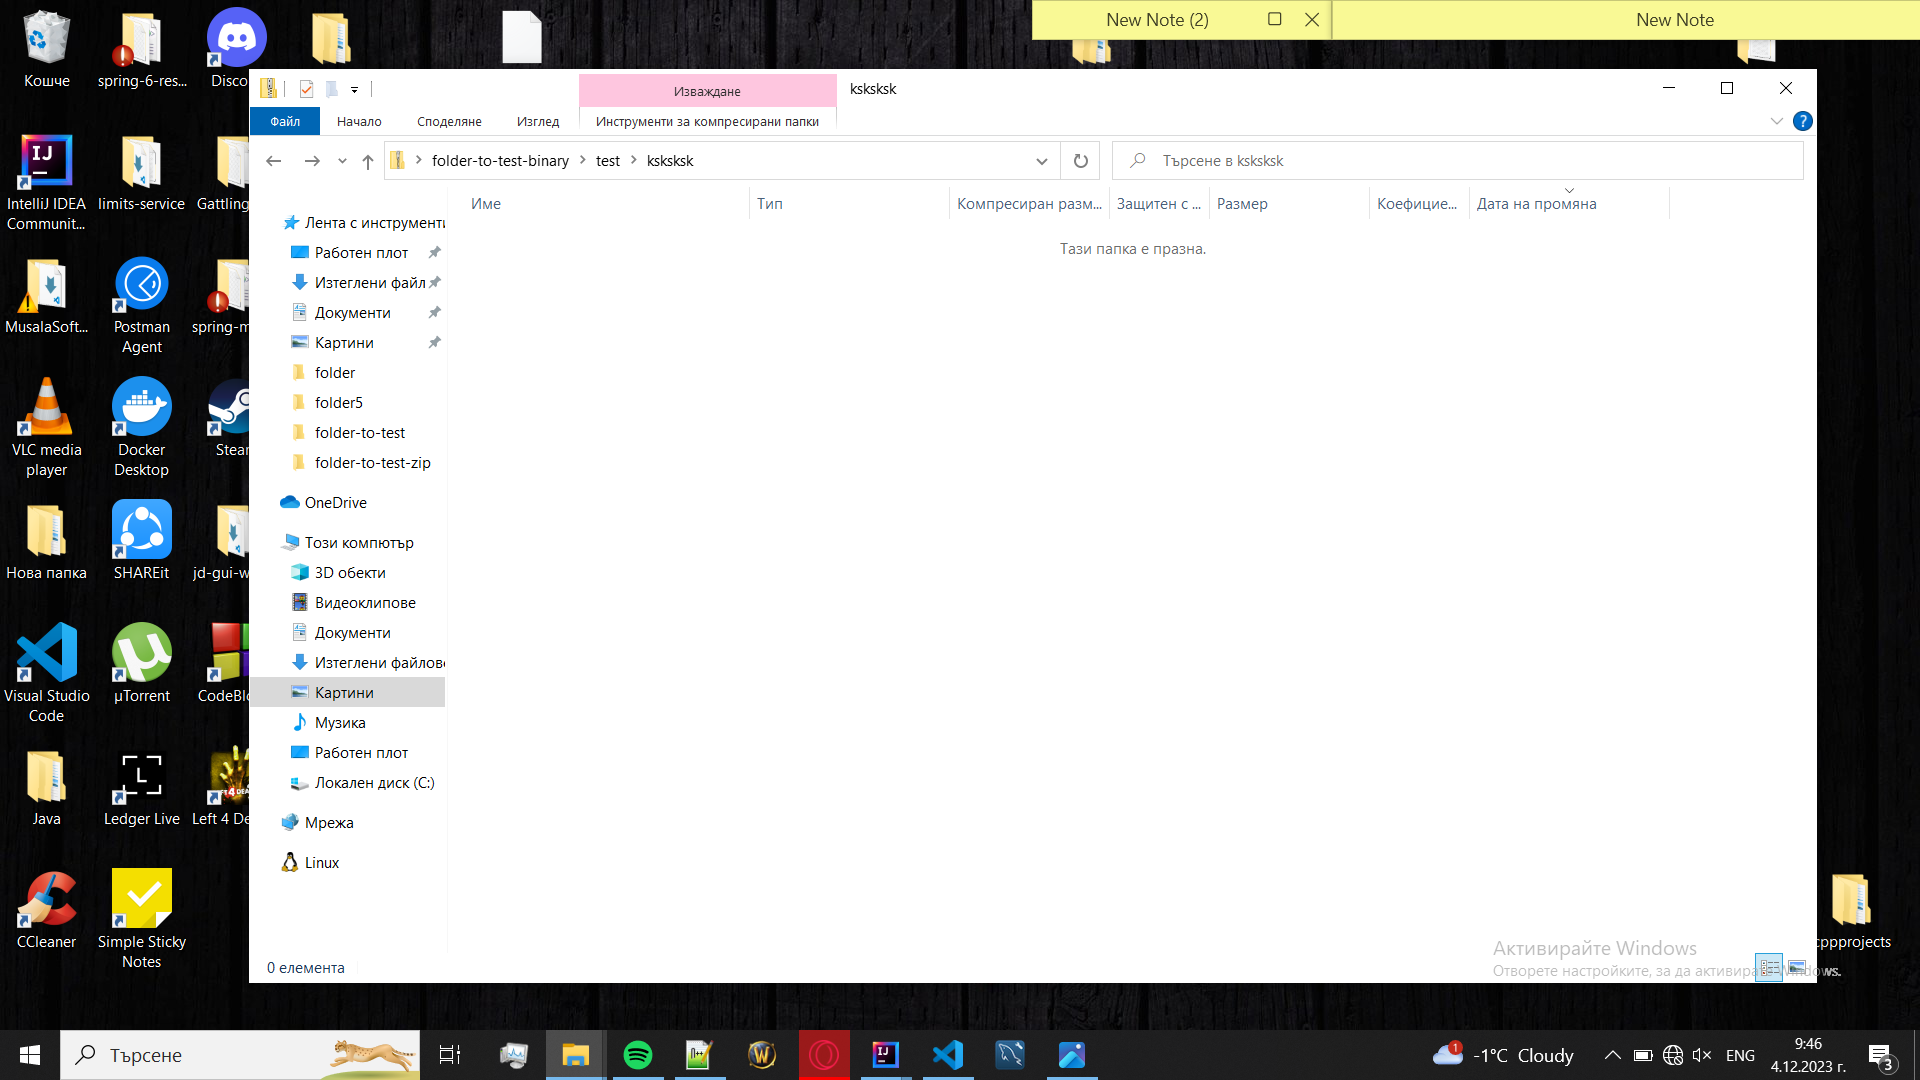 New Note (2)
New Note
Кошче
spring-6-res...
Disco
Изваждане
ksksksk
Файл
Начало
Споделяне
Изглед
Инструменти за компресирани папки
folder-to-test-binary
test
ksksksk
Търсене в ksksksk
IntelliJ IDEA
Communit...
limits-service
Gattling
Име
Тип
Компресиран разм...
Защитен с ...
Размер
Коефицие...
Дата на промяна
Тази папка е празна.
Лента с инструменти
Работен плот
Изтеглени файл
Документи
Картини
folder
folder5
folder-to-test
folder-to-test-zip
OneDrive
Този компютър
3D обекти
Видеоклипове
Документи
Изтеглени файлове
Картини
Музика
Работен плот
Локален диск (C:)
Мрежа
Linux
MusalaSoft...
Postman
Agent
spring-m
VLC media
player
Docker
Desktop
Stear
Нова папка
SHAREit
jd-gui-w
Visual Studio
Code
µTorrent
CodeBlo
Java
Ledger Live
Left 4 De
CCleaner
Simple Sticky
Notes
cppprojects
0 елемента
Активирайте Windows
Отворете настройките, за да активирате Windows.
Търсене
1
-1°C Cloudy
ENG
9:46
4.12.2023 г.
3